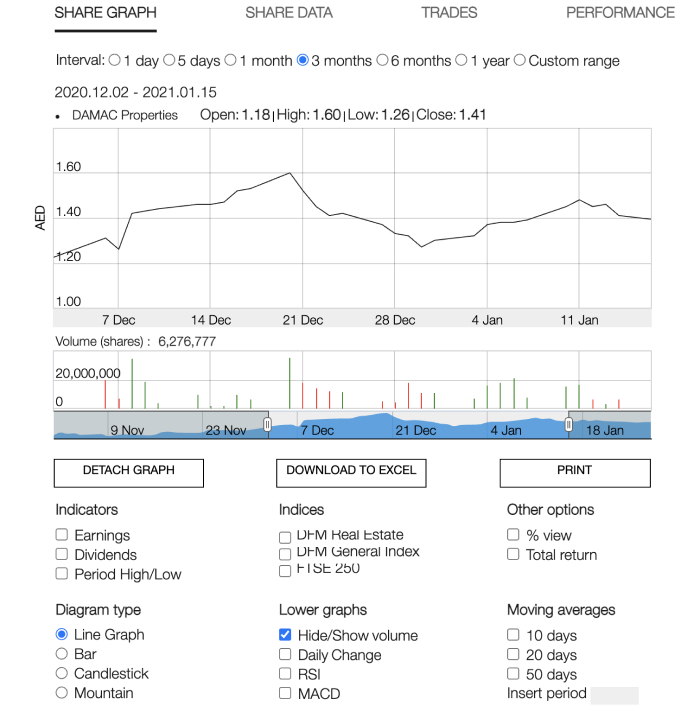 SHARE GRAPH SHARE DATA TRADES PERFORMANCE
Interval: 1 day 5 days 1 month 3 months 6 months 1 year Custom range
2020.12.02 - 2021.01.15
• DAMAC Properties Open: 1.18|High: 1.60|Low: 1.26|Close: 1.41
1.60
1.40
AED
1.20
1.00
7 Dec 14 Dec 21 Dec 28 Dec 4 Jan 11 Jan
Volume (shares) : 6,276,777
20,000,000
0
9 Nov 23 Nov 7 Dec 21 Dec 4 Jan 18 Jan
DETACH GRAPH DOWNLOAD TO EXCEL PRINT
Indicators Indices Other options
Earnings DFM Real Estate % view
Dividends DFM General Index Total return
Period High/Low FTSE 250
Diagram type Lower graphs Moving averages
Line Graph Hide/Show volume 10 days
Bar Daily Change 20 days
Candlestick RSI 50 days
Mountain MACD Insert period